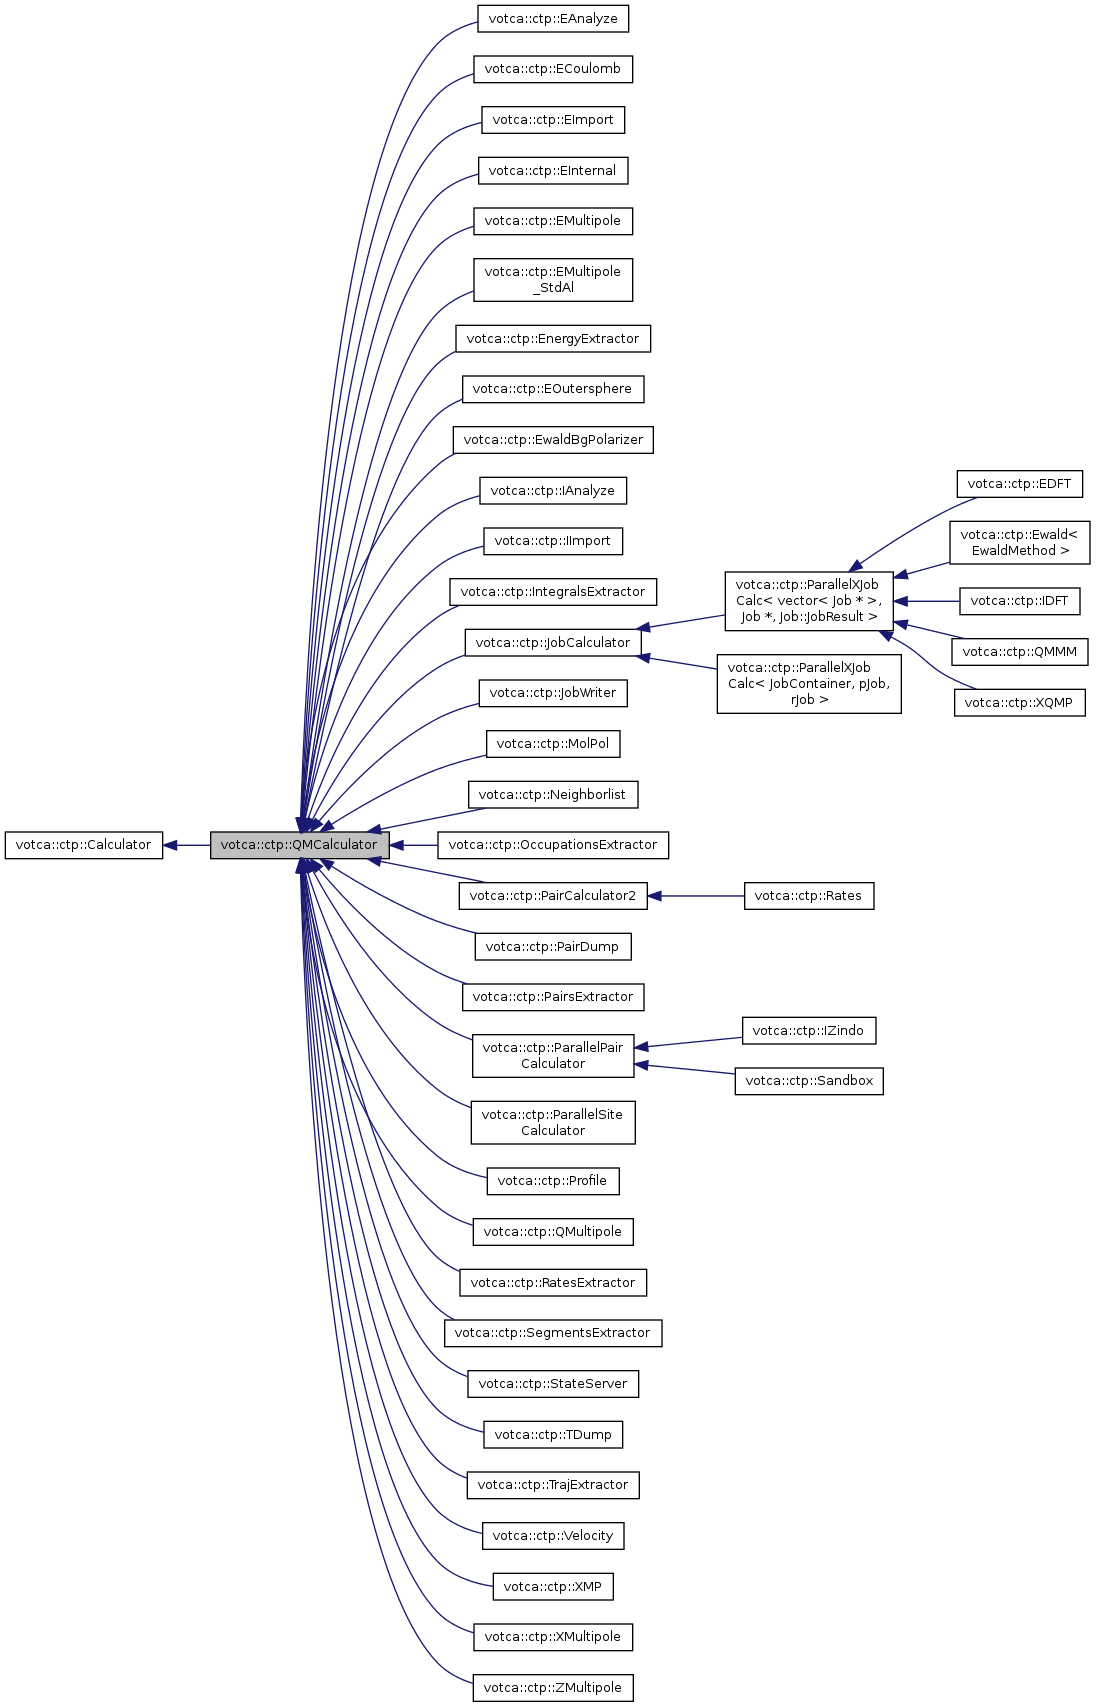 votca::ctp::EAnalyze
votca::ctp::ECoulomb
votca::ctp::EImport
votca::ctp::EInternal
votca::ctp::EMultipole
votca::ctp::EMultipole
_StdAl
votca::ctp::EnergyExtractor
votca::ctp::EOutersphere
votca::ctp::EwaldBgPolarizer
votca::ctp::IAnalyze
votca::ctp::IImport
votca::ctp::IntegralsExtractor
votca::ctp::JobCalculator
votca::ctp::JobWriter
votca::ctp::MolPol
votca::ctp::Neighborlist
votca::ctp::Calculator
votca::ctp::QMCalculator
votca::ctp::OccupationsExtractor
votca::ctp::PairCalculator2
votca::ctp::PairDump
votca::ctp::PairsExtractor
votca::ctp::ParallelPair
Calculator
votca::ctp::ParallelSite
Calculator
votca::ctp::Profile
votca::ctp::QMultipole
votca::ctp::RatesExtractor
votca::ctp::SegmentsExtractor
votca::ctp::StateServer
votca::ctp::TDump
votca::ctp::TrajExtractor
votca::ctp::Velocity
votca::ctp::XMP
votca::ctp::XMultipole
votca::ctp::ZMultipole
votca::ctp::ParallelXJob
Calc< vector< Job * >,
Job *, Job::JobResult >
votca::ctp::ParallelXJob
Calc< JobContainer, pJob,
rJob >
votca::ctp::Rates
votca::ctp::IZindo
votca::ctp::Sandbox
votca::ctp::EDFT
votca::ctp::Ewald<
EwaldMethod >
votca::ctp::IDFT
votca::ctp::QMMM
votca::ctp::XQMP